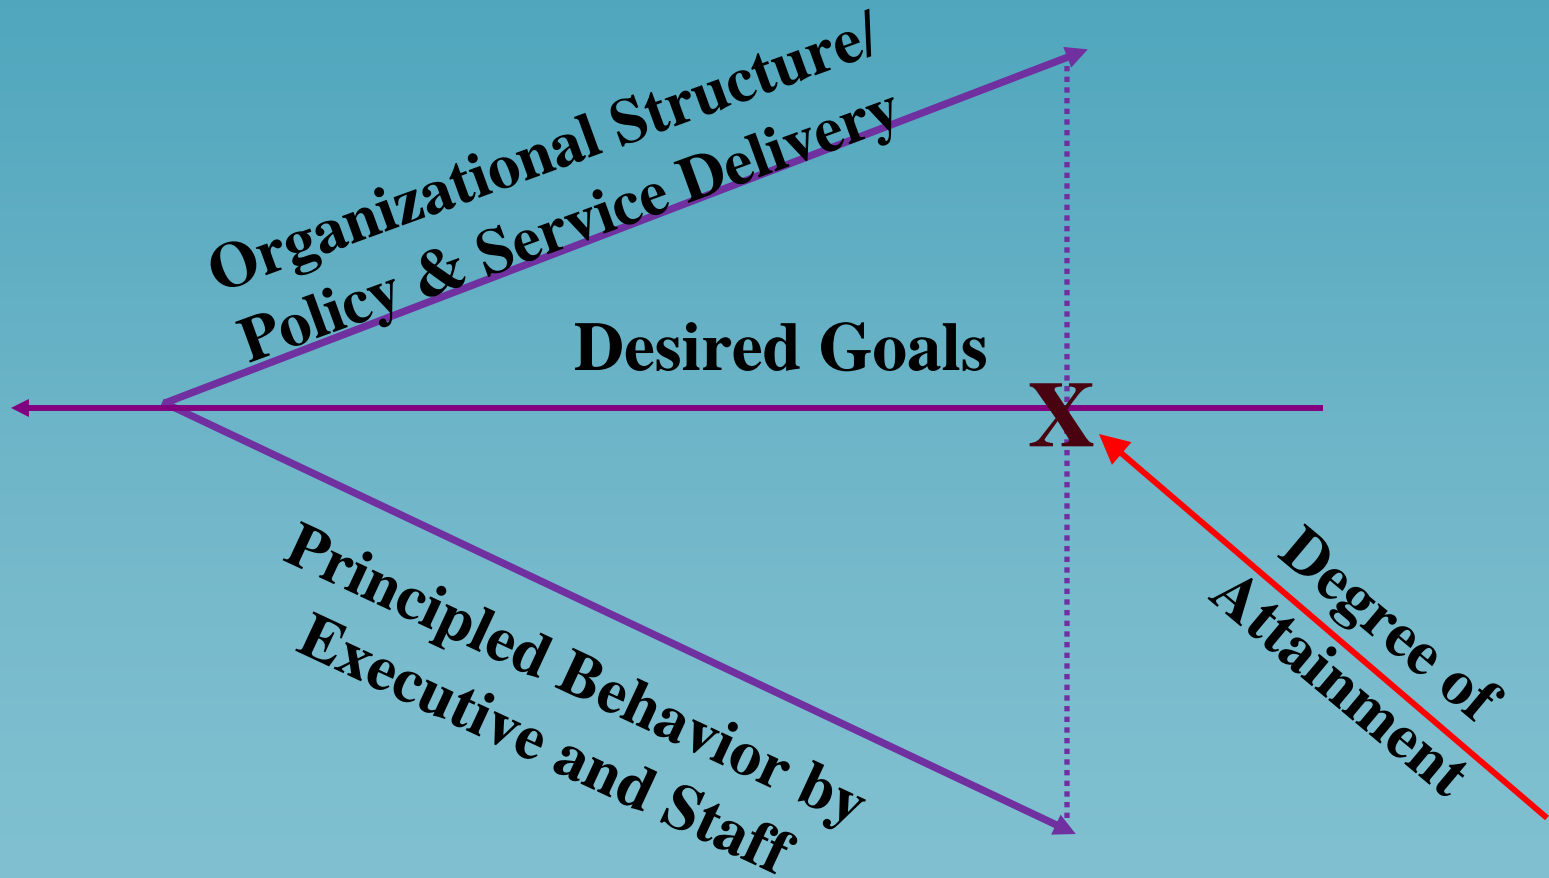 Organizational Structure/
Policy & Service Delivery
Desired Goals
X
Principled Behavior by
Executive and Staff
Degree of
Attainment